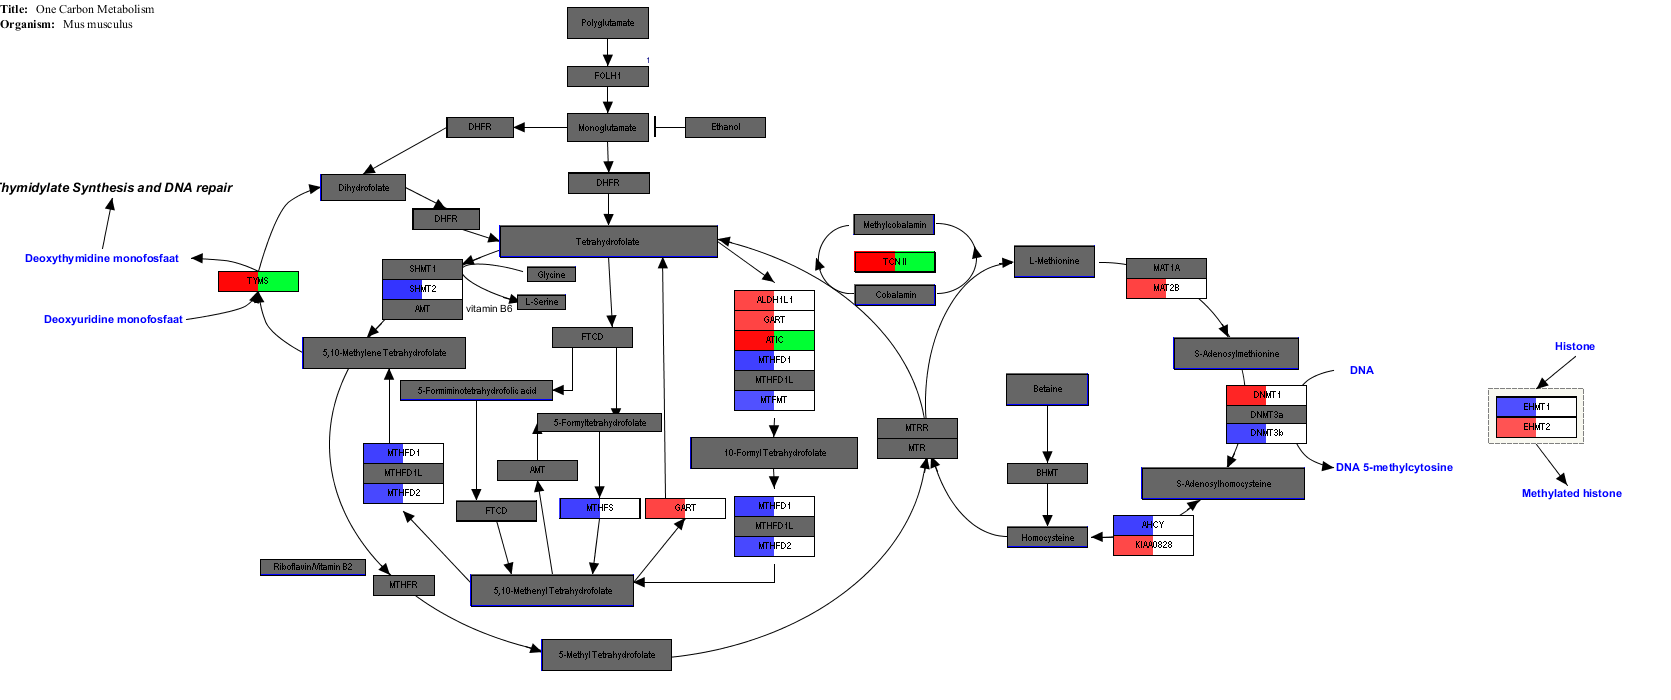 Title: One Carbon Metabolism
Organism: Mus musculus
Polyglutamate
1
FOLH1
DHFR
Monoglutamate
Ethanol
DHFR
Dihydrofolate
hymidylate Synthesis and DNA repair
DHFR
Methylcobalamin
Tetrahydrofolate
Deoxythymidine monofosfaat
TCN II
L-Methionine
SHMT1
Glycine
MAT1A
TYMS
SHMT2
MAT2B
Cobalamin
L-Serine
ALDH1L1
AMT
vitamin B6
Deoxyuridine monofosfaat
GART
FTCD
ATIC
5,10-Methylene Tetrahydrofolate
S-Adenosylmethionine
Histone
MTHFD1
DNA
MTHFD1L
5-Formiminotetrahydrofolic acid
Betaine
DNMT1
MTFMT
EHMT1
DNMT3a
5-Formyltetrahydrofolate
EHMT2
MTRR
DNMT3b
MTR
MTHFD1
10-Formyl Tetrahydrofolate
AMT
MTHFD1L
BHMT
DNA 5-methylcytosine
MTHFD2
S-Adenosylhomocysteine
Methylated histone
FTCD
MTHFS
GART
MTHFD1
MTHFD1L
AHCY
Homocysteine
MTHFD2
KIAA0828
Riboflavin/Vitamin B2
MTHFR
5,10-Methenyl Tetrahydrofolate
5-Methyl Tetrahydrofolate